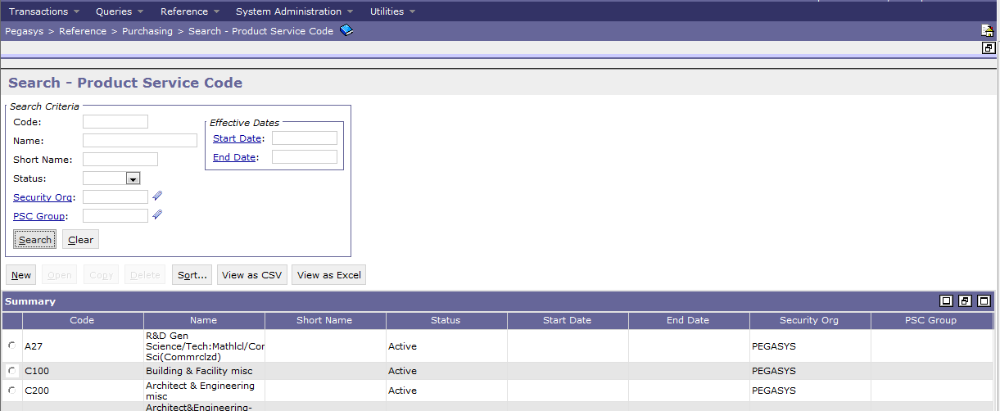 Transactions Queries Reference System Administration Utilities
Pegasys > Reference > Purchasing > Search - Product Service Code
Search - Product Service Code
Search Criteria
Code:
Name:
Short Name:
Status:
Security Org:
PSC Group:
Effective Dates
Start Date:
End Date:
Search Clear
New Open Copy Delete Sort... View as CSV View as Excel
Summary
Code Name Short Name Status Start Date End Date Security Org PSC Group
A27 R&D Gen Active PEGASYS
Science/Tech:Mathlcl/Cor
Sci(Commrclzd)
C100 Building & Facility misc Active PEGASYS
C200 Architect & Engineering Active PEGASYS
misc
Architect&Engineering-